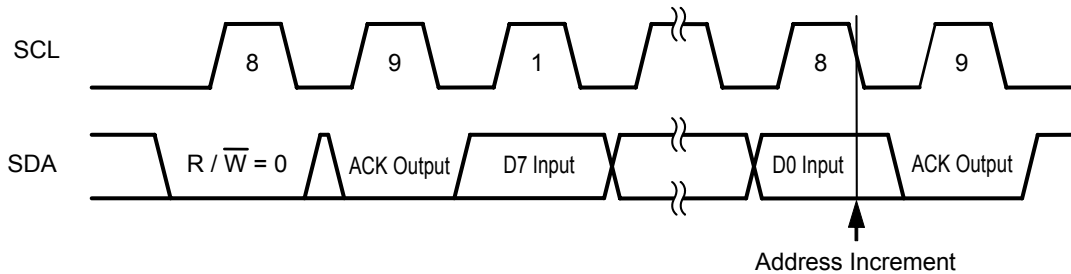 SCL
8
9
1
8
9
SDA
R / W̅ = 0
ACK Output
D7 Input
D0 Input
ACK Output
Address Increment